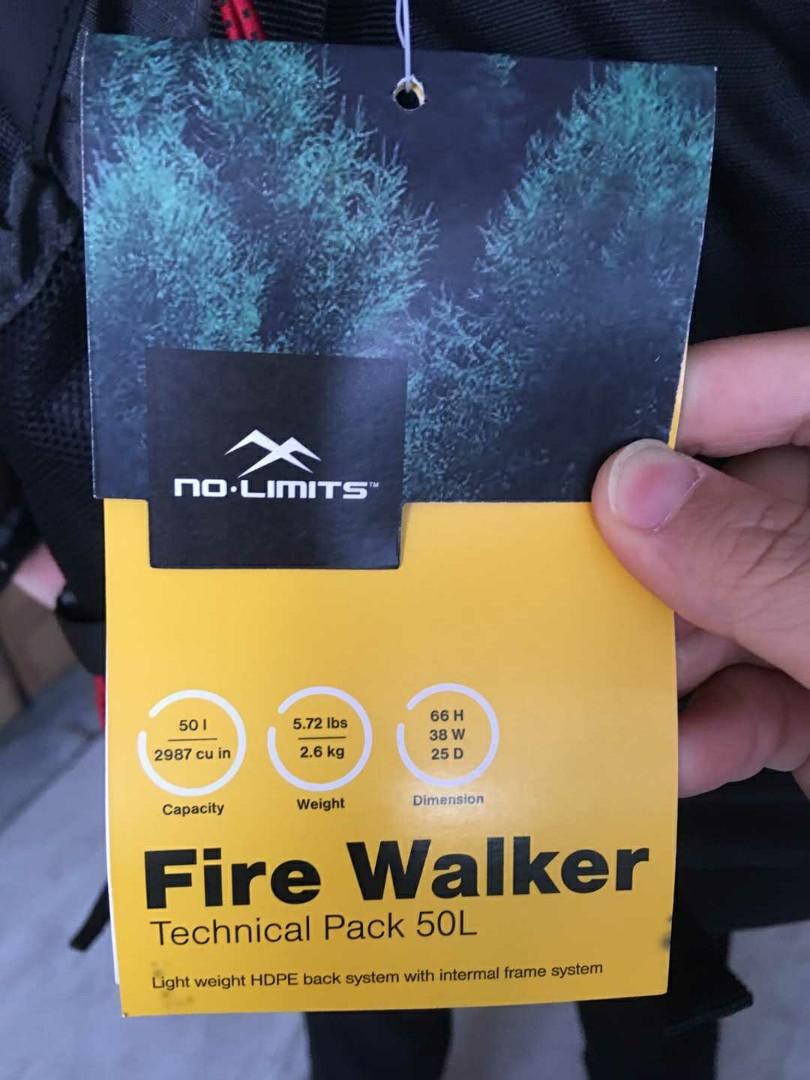 NO·LIMITS™
50 l
2987 cu in
Capacity
5.72 lbs
2.6 kg
Weight
66 H
38 W
25 D
Dimension
Fire Walker
Technical Pack 50L
Light weight HDPE back system with intermal frame system